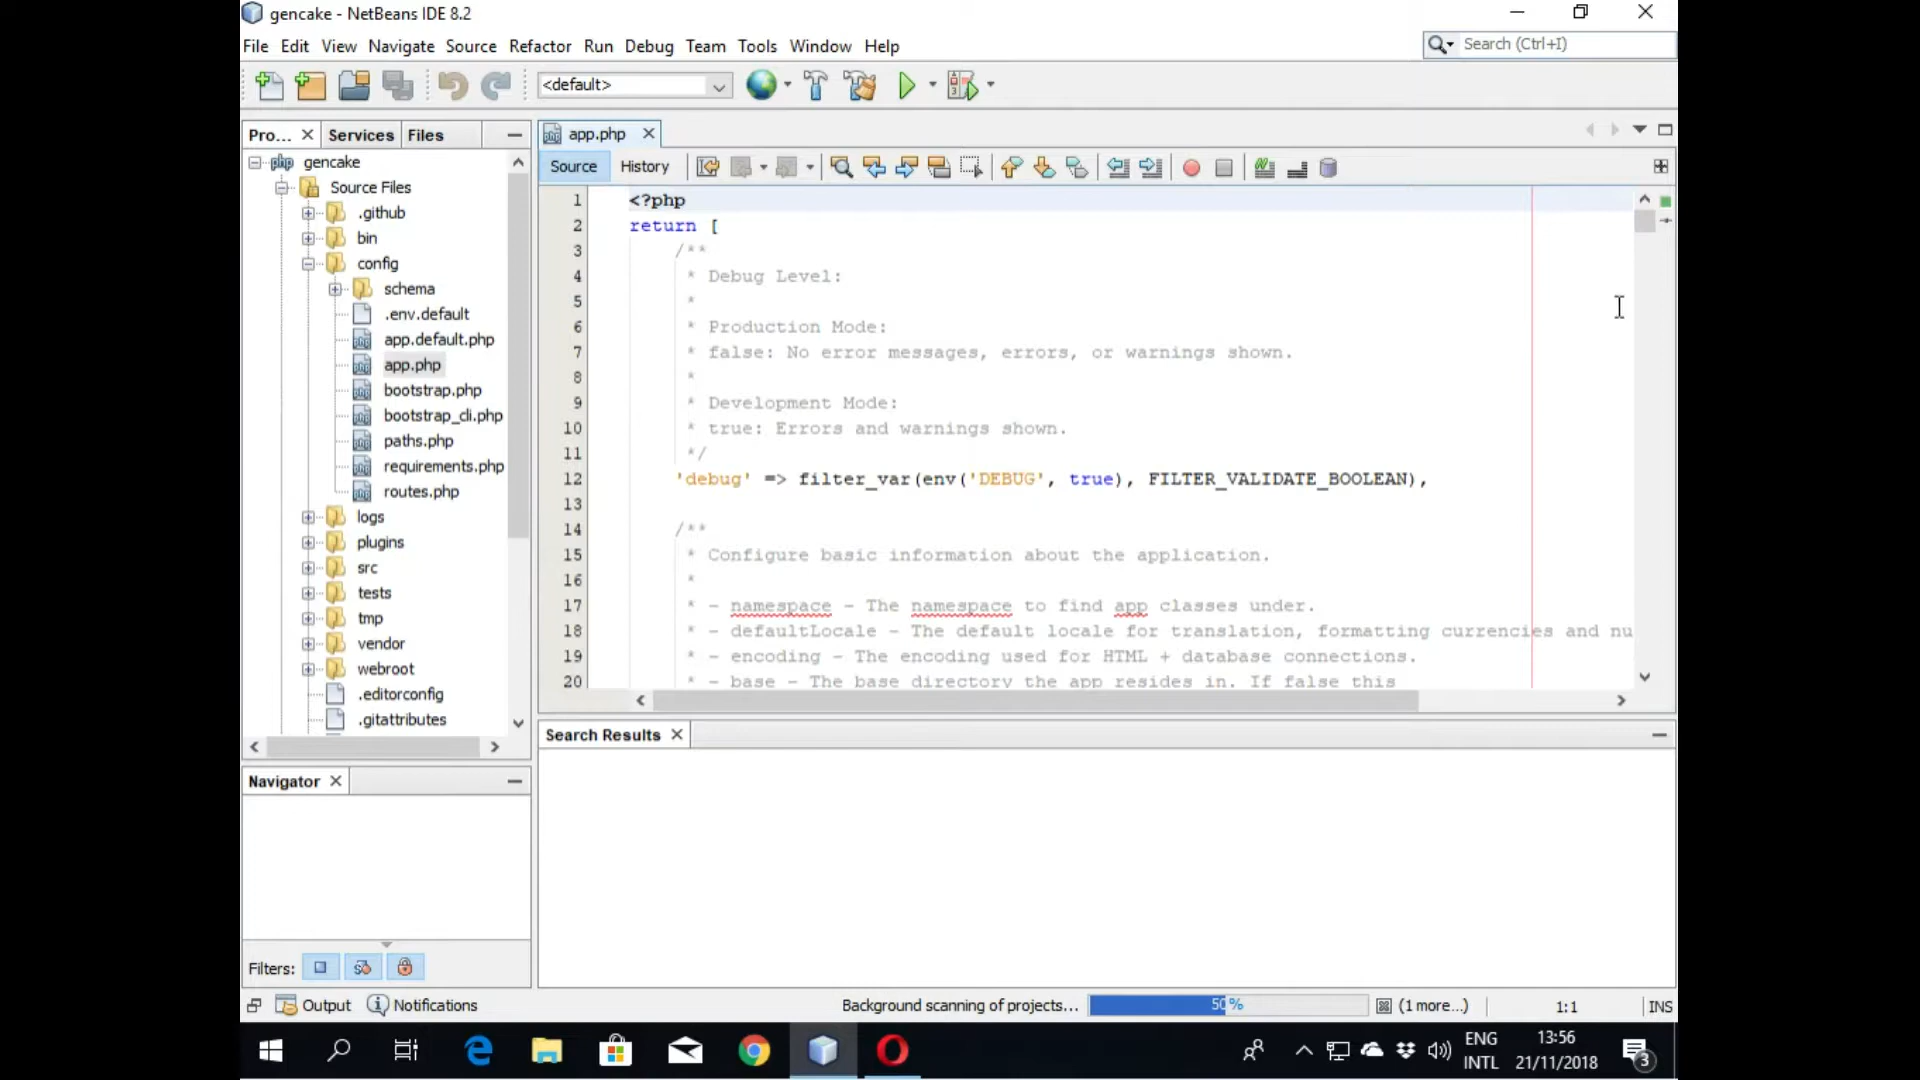 gencake - NetBeans IDE 8.2
File Edit View Navigate Source Refactor Run Debug Team Tools Window Help
Search (Ctrl+I)
<default>
Pro... Services Files
gencake
Source Files
.github
bin
config
schema
.env.default
app.default.php
app.php
bootstrap.php
bootstrap_cli.php
paths.php
requirements.php
routes.php
logs
plugins
src
tests
tmp
vendor
webroot
.editorconfig
.gitattributes
Navigator
Filters:
app.php
Source History
1 <?php
2 return [
3 /**
4 * Debug Level:
5 *
6 * Production Mode:
7 * false: No error messages, errors, or warnings shown.
8 *
9 * Development Mode:
10 * true: Errors and warnings shown.
11 */
12 'debug' => filter_var(env('DEBUG', true), FILTER_VALIDATE_BOOLEAN),
13
14 /**
15 * Configure basic information about the application.
16 *
17 * - namespace - The namespace to find app classes under.
18 * - defaultLocale - The default locale for translation, formatting currencies and nu
19 * - encoding - The encoding used for HTML + database connections.
20 * - base - The base directory the app resides in. If false this
Search Results
Output Notifications
Background scanning of projects... 50% (1 more...) 1:1 INS
ENG
INTL
13:56
21/11/2018
3